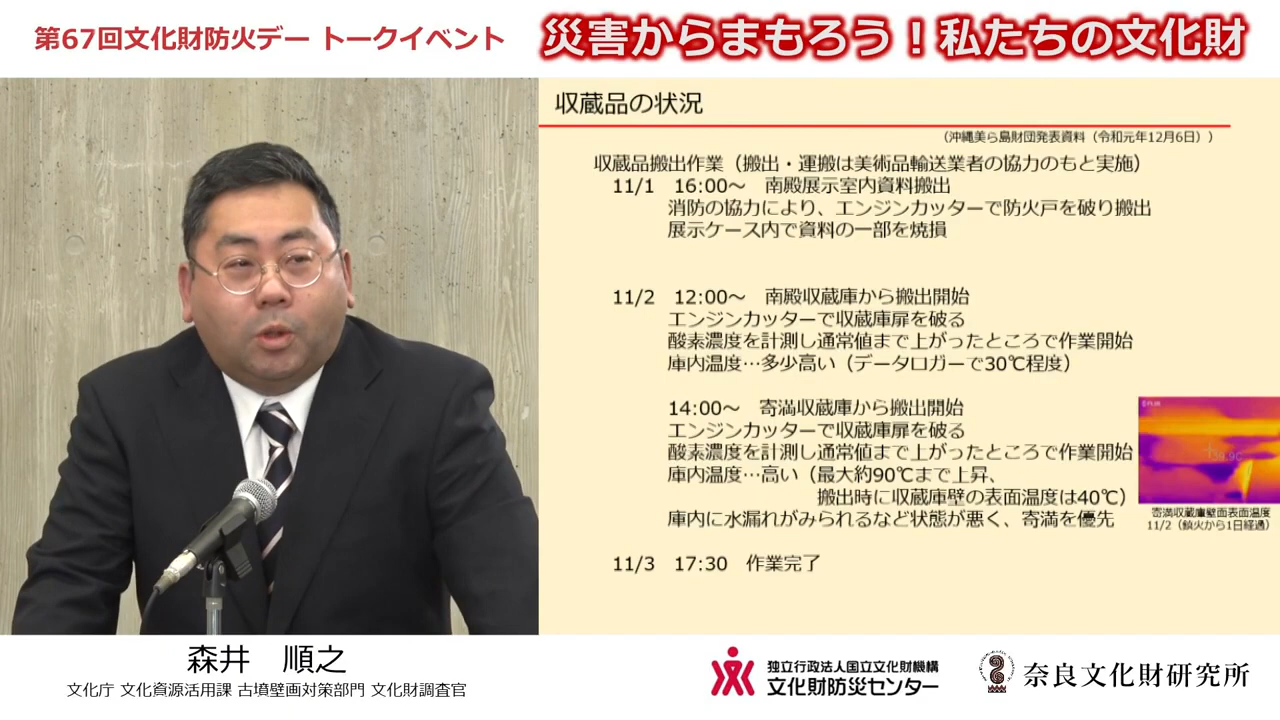 第67回文化財防火デー トークイベント 災害からまもろう！私たちの文化財
収蔵品の状況
（沖縄美ら島財団発表資料（令和元年12月6日））
収蔵品搬出作業（搬出・運搬は美術品輸送業者の協力のもと実施）
11/1 16:00～ 南殿展示室内資料搬出
消防の協力により、エンジンカッターで防火戸を破り搬出
展示ケース内で資料の一部を焼損
11/2 12:00～ 南殿収蔵庫から搬出開始
エンジンカッターで収蔵庫扉を破る
酸素濃度を計測し通常値まで上がったところで作業開始
庫内温度…多少高い（データロガーで30℃程度）
14:00～ 寄満収蔵庫から搬出開始
エンジンカッターで収蔵庫扉を破る
酸素濃度を計測し通常値まで上がったところで作業開始
庫内温度…高い（最大約90℃まで上昇、
搬出時に収蔵庫壁の表面温度は40℃）
庫内に水漏れがみられるなど状態が悪く、寄満を優先
11/3 17:30 作業完了
寄満収蔵庫壁面表面温度
11/2（鎮火から1日経過）
森井 順之
文化庁 文化資源活用課 古墳壁画対策部門 文化財調査官
独立行政法人国立文化財機構
文化財防災センター
奈良文化財研究所